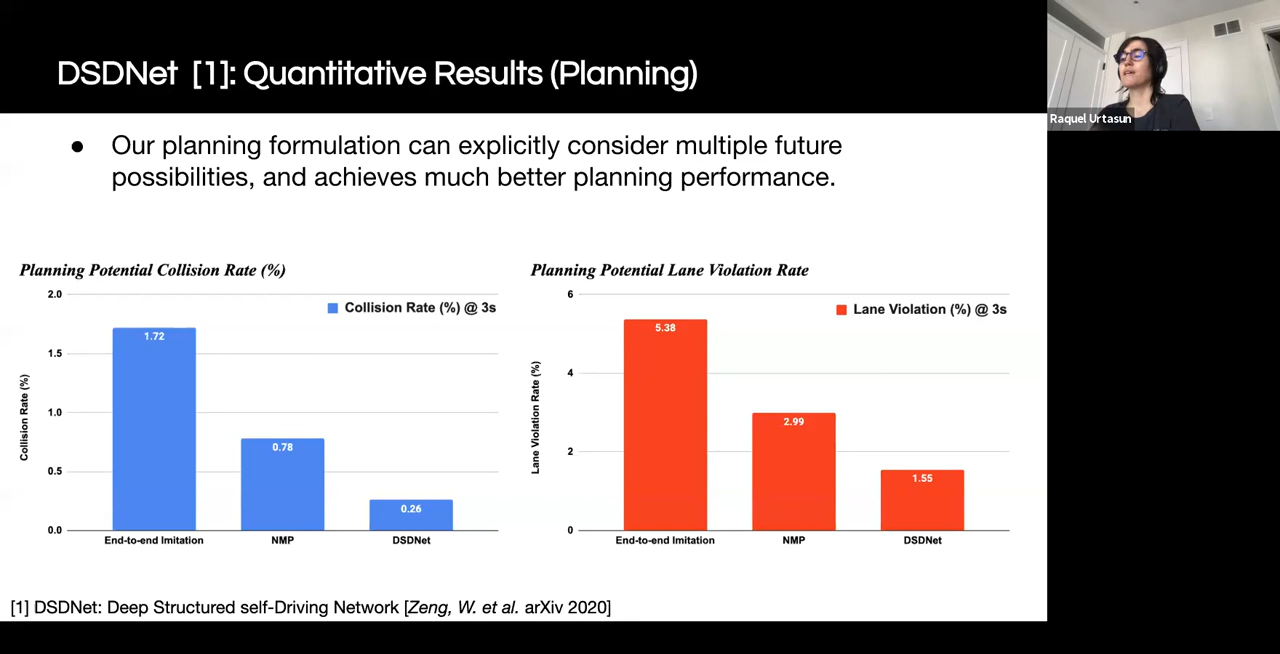 DSDNet [1]: Quantitative Results (Planning)
Raquel Urtasun
● Our planning formulation can explicitly consider multiple future
possibilities, and achieves much better planning performance.
Planning Potential Collision Rate (%)
Collision Rate (%) @ 3s
Collision Rate (%)
2.0
1.5
1.0
0.5
0.0
1.72
0.78
0.26
End-to-end Imitation
NMP
DSDNet
Planning Potential Lane Violation Rate
Lane Violation (%) @ 3s
Lane Violation Rate (%)
6
4
2
0
5.38
2.99
1.55
End-to-end Imitation
NMP
DSDNet
[1] DSDNet: Deep Structured self-Driving Network [Zeng, W. et al. arXiv 2020]